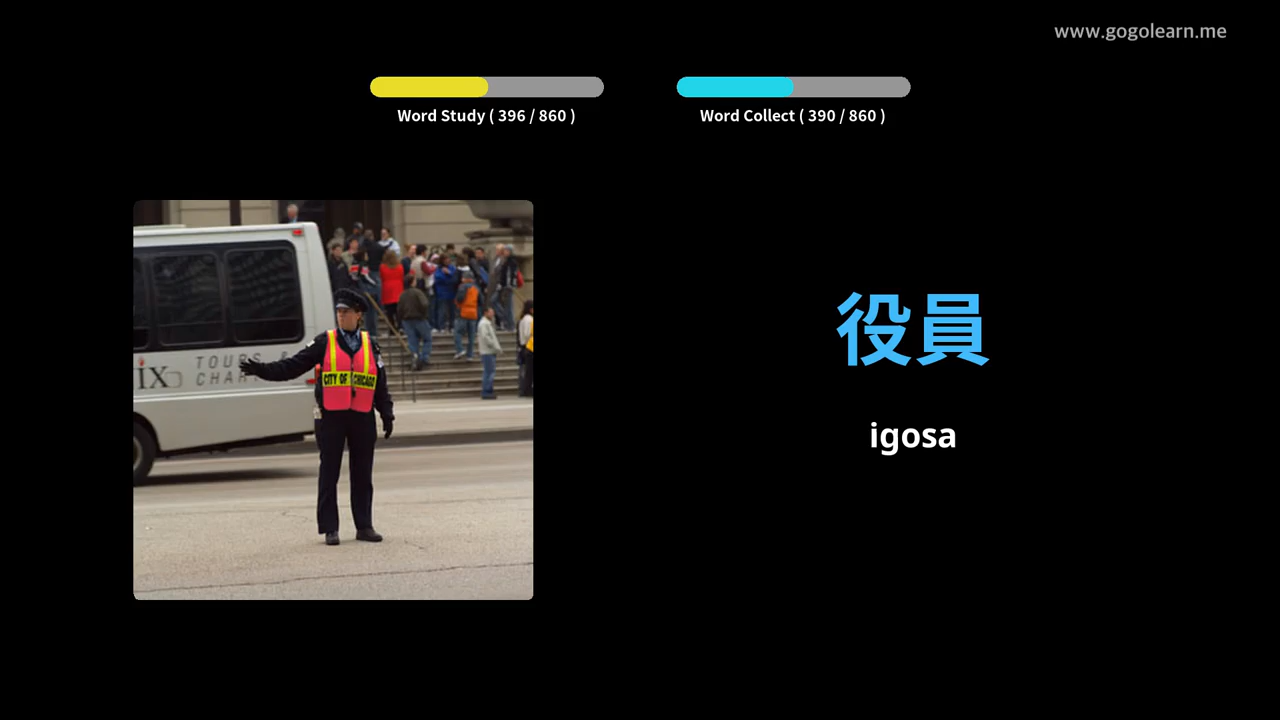 www.gogolearn.me
Word Study ( 396 / 860 )
Word Collect ( 390 / 860 )
TOURS &
IX
CHAR
CITY OF CHICAGO
役員
igosa